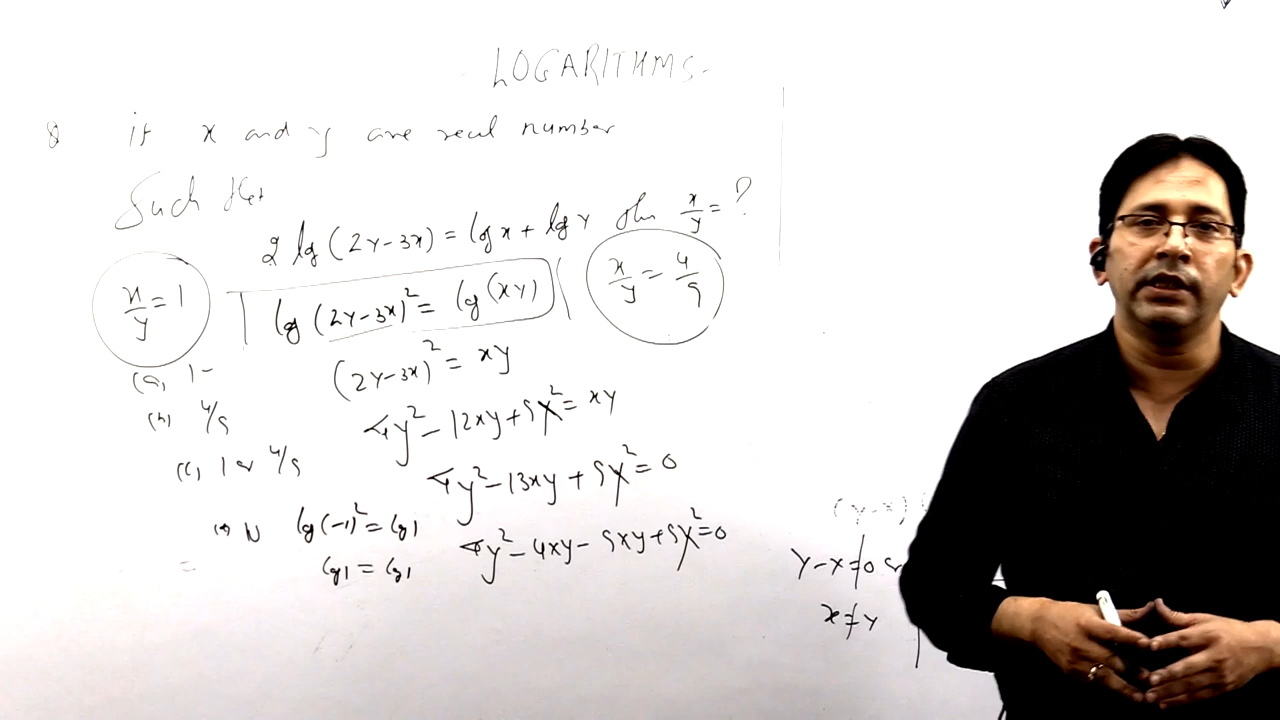 LOGARITHMS.
Q if x and y are real number
Such that
2 log (2y-3x) = log x + log y then x/y = ?
x/y = 1
log (2y-3x)² = log (xy)
x/y = 4/9
(2y-3x)² = xy
(a) 1 -
(b) 4/9
4y² - 12xy + 9x² = xy
(c) 1 or 4/9
4y² - 13xy + 9x² = 0
(d) N
log (-1)² = log 1
4y² - 4xy - 9xy + 9x² = 0
log 1 = log 1
(y-x)
y-x ≠ 0 or
x ≠ y